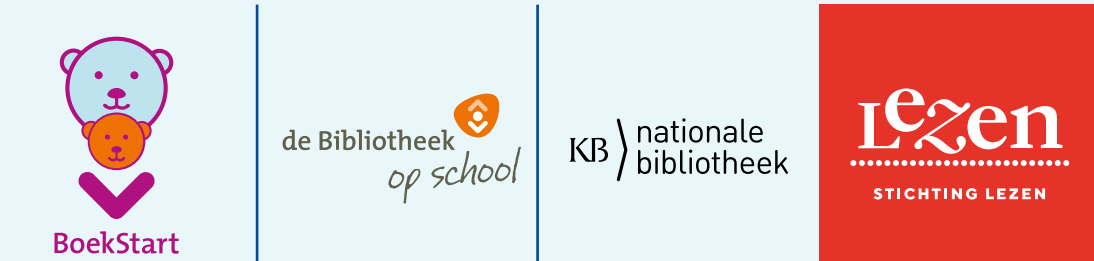 BoekStart
de Bibliotheek
op school
KB nationale
bibliotheek
Lezen
STICHTING LEZEN